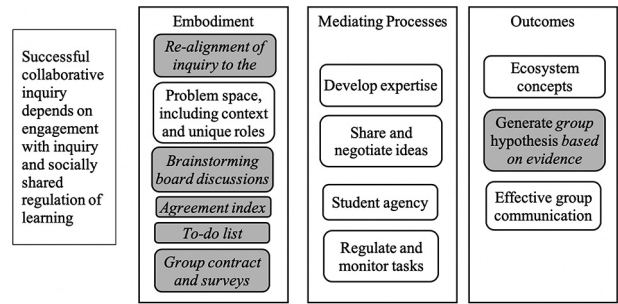 Successful
collaborative
inquiry
depends on
engagement
with inquiry
and socially
shared
regulation of
learning
Embodiment
Re-alignment of
inquiry to the
Problem space,
including context
and unique roles
Brainstorming
board discussions
Agreement index
To-do list
Group contract
and surveys
Mediating Processes
Develop expertise
Share and
negotiate ideas
Student agency
Regulate and
monitor tasks
Outcomes
Ecosystem
concepts
Generate group
hypothesis based
on evidence
Effective group
communication